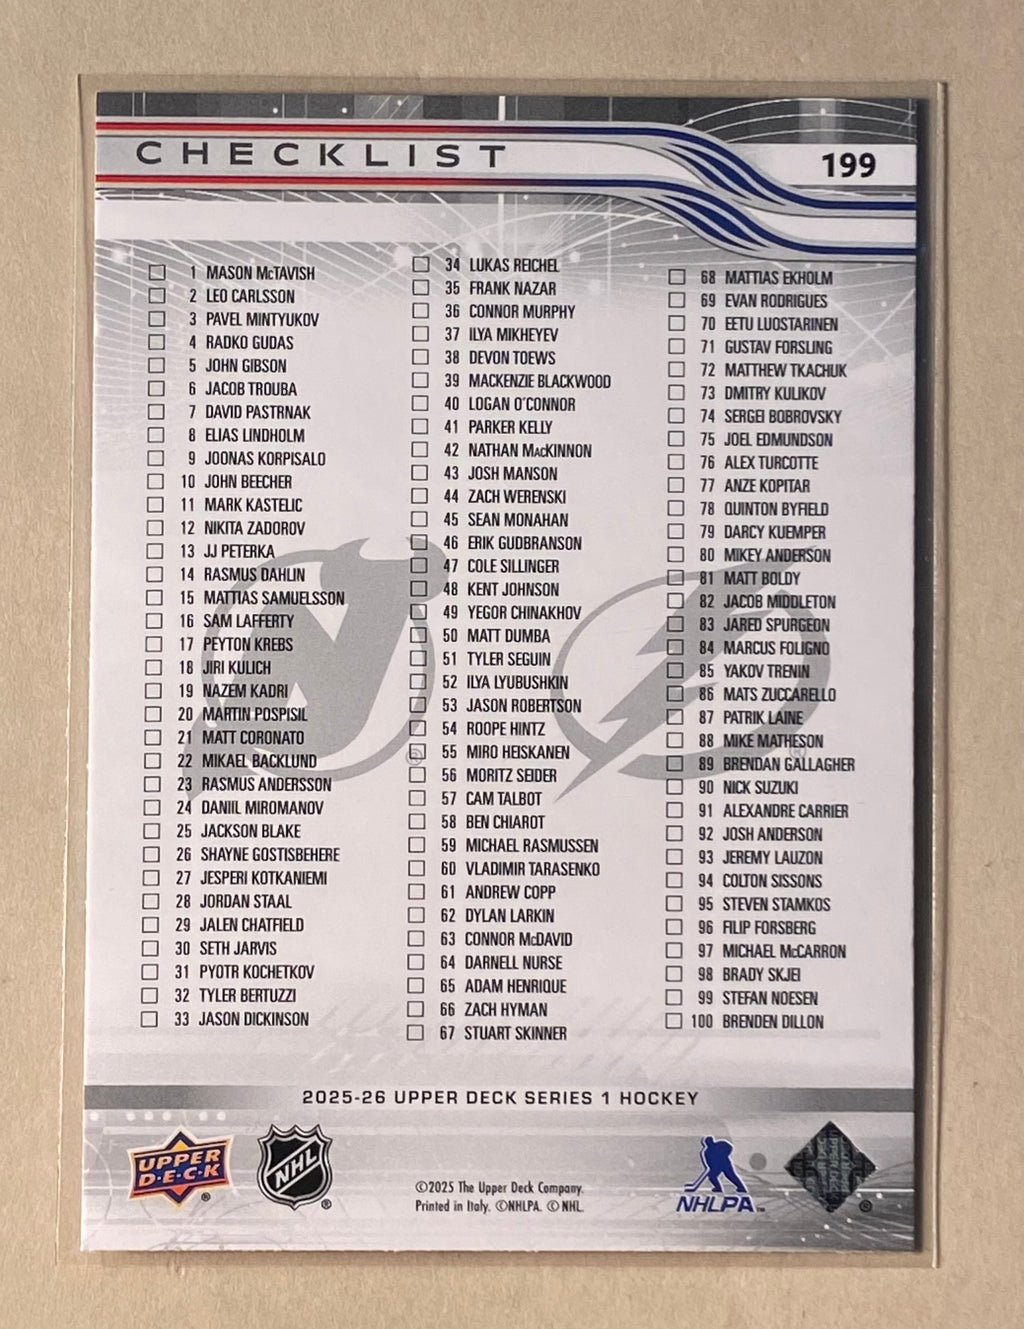 CHECKLIST
199
1 MASON McTAVISH
2 LEO CARLSSON
3 PAVEL MINTYUKOV
4 RADKO GUDAS
5 JOHN GIBSON
6 JACOB TROUBA
7 DAVID PASTRNAK
8 ELIAS LINDHOLM
9 JOONAS KORPISALO
10 JOHN BEECHER
11 MARK KASTELIC
12 NIKITA ZADOROV
13 JJ PETERKA
14 RASMUS DAHLIN
15 MATTIAS SAMUELSSON
16 SAM LAFFERTY
17 PEYTON KREBS
18 JIRI KULICH
19 NAZEM KADRI
20 MARTIN POSPISIL
21 MATT CORONATO
22 MIKAEL BACKLUND
23 RASMUS ANDERSSON
24 DANIIL MIROMANOV
25 JACKSON BLAKE
26 SHAYNE GOSTISBEHERE
27 JESPERI KOTKANIEMI
28 JORDAN STAAL
29 JALEN CHATFIELD
30 SETH JARVIS
31 PYOTR KOCHETKOV
32 TYLER BERTUZZI
33 JASON DICKINSON
34 LUKAS REICHEL
35 FRANK NAZAR
36 CONNOR MURPHY
37 ILYA MIKHEYEV
38 DEVON TOEWS
39 MACKENZIE BLACKWOOD
40 LOGAN O'CONNOR
41 PARKER KELLY
42 NATHAN MacKINNON
43 JOSH MANSON
44 ZACH WERENSKI
45 SEAN MONAHAN
46 ERIK GUDBRANSON
47 COLE SILLINGER
48 KENT JOHNSON
49 YEGOR CHINAKHOV
50 MATT DUMBA
51 TYLER SEGUIN
52 ILYA LYUBUSHKIN
53 JASON ROBERTSON
54 ROOPE HINTZ
55 MIRO HEISKANEN
56 MORITZ SEIDER
57 CAM TALBOT
58 BEN CHIAROT
59 MICHAEL RASMUSSEN
60 VLADIMIR TARASENKO
61 ANDREW COPP
62 DYLAN LARKIN
63 CONNOR McDAVID
64 DARNELL NURSE
65 ADAM HENRIQUE
66 ZACH HYMAN
67 STUART SKINNER
68 MATTIAS EKHOLM
69 EVAN RODRIGUES
70 EETU LUOSTARINEN
71 GUSTAV FORSLING
72 MATTHEW TKACHUK
73 DMITRY KULIKOV
74 SERGEI BOBROVSKY
75 JOEL EDMUNDSON
76 ALEX TURCOTTE
77 ANZE KOPITAR
78 QUINTON BYFIELD
79 DARCY KUEMPER
80 MIKEY ANDERSON
81 MATT BOLDY
82 JACOB MIDDLETON
83 JARED SPURGEON
84 MARCUS FOLIGNO
85 YAKOV TRENIN
86 MATS ZUCCARELLO
87 PATRIK LAINE
88 MIKE MATHESON
89 BRENDAN GALLAGHER
90 NICK SUZUKI
91 ALEXANDRE CARRIER
92 JOSH ANDERSON
93 JEREMY LAUZON
94 COLTON SISSONS
95 STEVEN STAMKOS
96 FILIP FORSBERG
97 MICHAEL McCARRON
98 BRADY SKJEI
99 STEFAN NOESEN
100 BRENDEN DILLON
2025-26 UPPER DECK SERIES 1 HOCKEY
UPPER
D·E·C·K
®
NHL
®
©2025 The Upper Deck Company.
Printed in Italy. ©NHLPA. © NHL.
NHLPA™
®